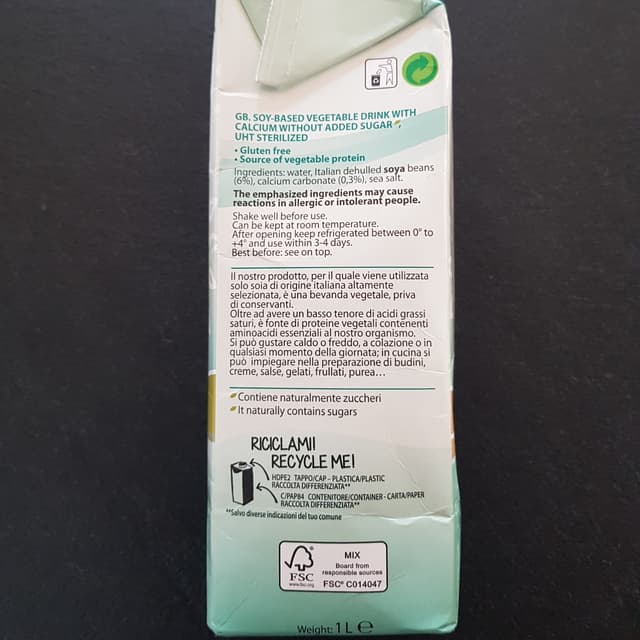 GB. SOY-BASED VEGETABLE DRINK WITH
CALCIUM WITHOUT ADDED SUGAR,
UHT STERILIZED
• Gluten free
• Source of vegetable protein
Ingredients: water, Italian dehulled soya beans
(6%), calcium carbonate (0,3%), sea salt.
The emphasized ingredients may cause
reactions in allergic or intolerant people.
Shake well before use.
Can be kept at room temperature.
After opening keep refrigerated between 0° to
+4° and use within 3-4 days.
Best before: see on top.
Il nostro prodotto, per il quale viene utilizzata
solo soia di origine italiana altamente
selezionata, è una bevanda vegetale, priva
di conservanti.
Oltre ad avere un basso tenore di acidi grassi
saturi, è fonte di proteine vegetali contenenti
aminoacidi essenziali al nostro organismo.
Si può gustare caldo o freddo, a colazione o in
qualsiasi momento della giornata; in cucina si
può impiegare nella preparazione di budini,
creme, salse, gelati, frullati, purea...
Contiene naturalmente zuccheri
It naturally contains sugars
RICICLAMI!
RECYCLE ME!
HDPE2 TAPPO/CAP – PLASTICA/PLASTIC
RACCOLTA DIFFERENZIATA**
C/PAP84 CONTENITORE/CONTAINER - CARTA/PAPER
RACCOLTA DIFFERENZIATA**
**Salvo diverse indicazioni del tuo comune
FSC
www.fsc.org
MIX
Board from
responsible sources
FSC® C014047
Weight: 1 L ℮